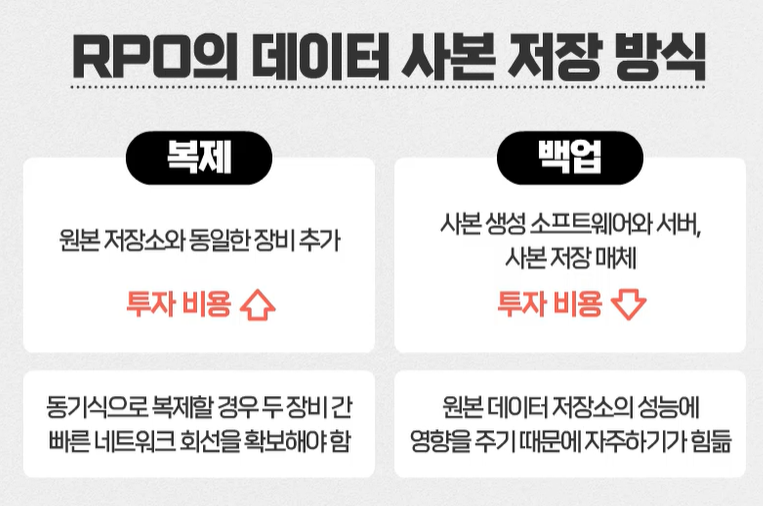 RPO의 데이터 사본 저장 방식
복제
원본 저장소와 동일한 장비 추가
투자 비용
동기식으로 복제할 경우 두 장비 간
빠른 네트워크 회선을 확보해야 함
백업
사본 생성 소프트웨어와 서버,
사본 저장 매체
투자 비용
원본 데이터 저장소의 성능에
영향을 주기 때문에 자주하기가 힘듦